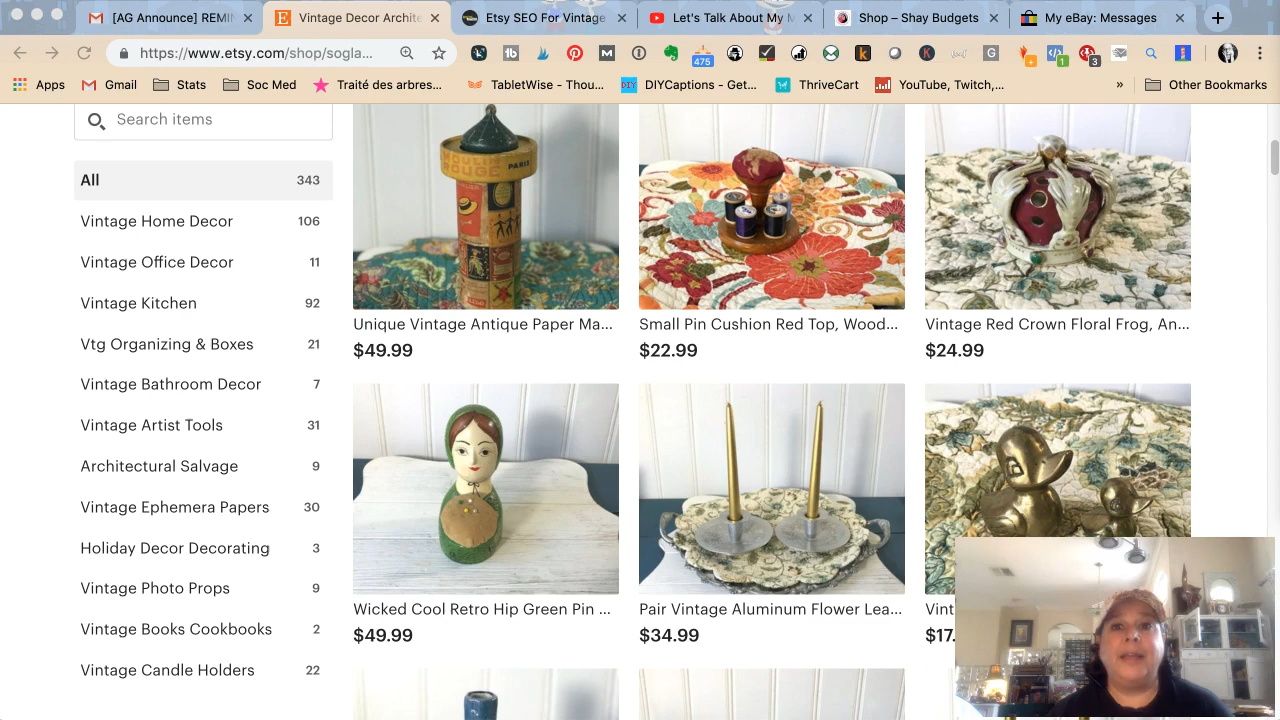 [AG Announce] REMIN
Vintage Decor Archite
Etsy SEO For Vintage
Let's Talk About My M
Shop – Shay Budgets
My eBay: Messages
https://www.etsy.com/shop/sogla...
475
1
3
Apps
Gmail
Stats
Soc Med
Traité des arbres...
TabletWise - Thou...
DIYCaptions - Get...
ThriveCart
YouTube, Twitch,...
»
Other Bookmarks
Search items
All 343
Vintage Home Decor 106
Vintage Office Decor 11
Vintage Kitchen 92
Vtg Organizing & Boxes 21
Vintage Bathroom Decor 7
Vintage Artist Tools 31
Architectural Salvage 9
Vintage Ephemera Papers 30
Holiday Decor Decorating 3
Vintage Photo Props 9
Vintage Books Cookbooks 2
Vintage Candle Holders 22
MOULIN ROUGE PARIS
Unique Vintage Antique Paper Ma...
$49.99
Small Pin Cushion Red Top, Wood...
$22.99
Vintage Red Crown Floral Frog, An...
$24.99
Wicked Cool Retro Hip Green Pin ...
$49.99
Pair Vintage Aluminum Flower Lea...
$34.99
Vint
$17.